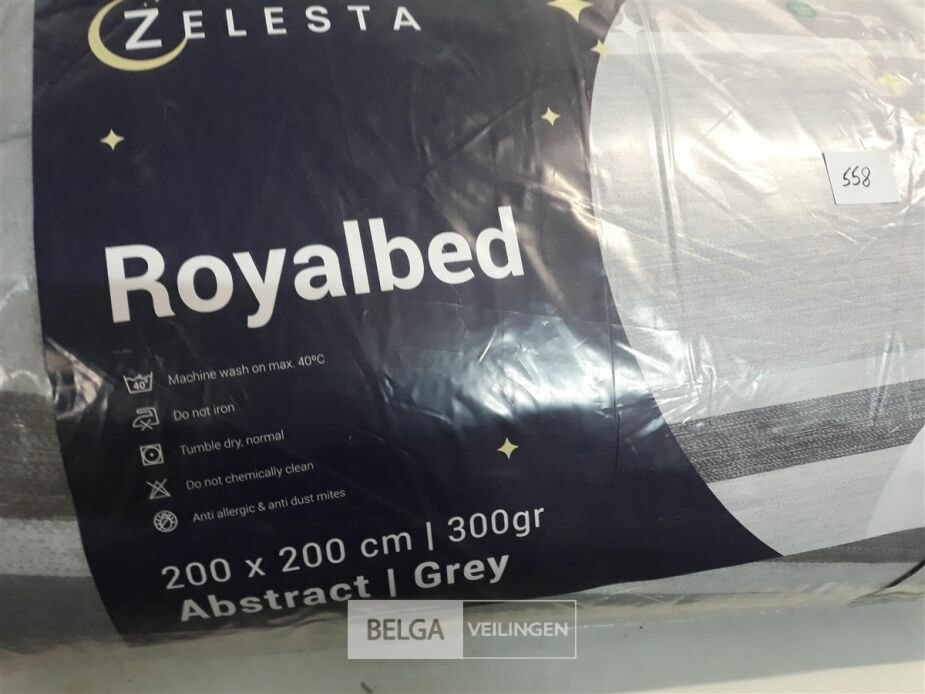 ZELESTA
558
Royalbed
40°
Machine wash on max. 40ºC
Do not iron
Tumble dry, normal
Do not chemically clean
Anti allergic & anti dust mites
200 x 200 cm | 300gr
Abstract | Grey
BELGA VEILINGEN